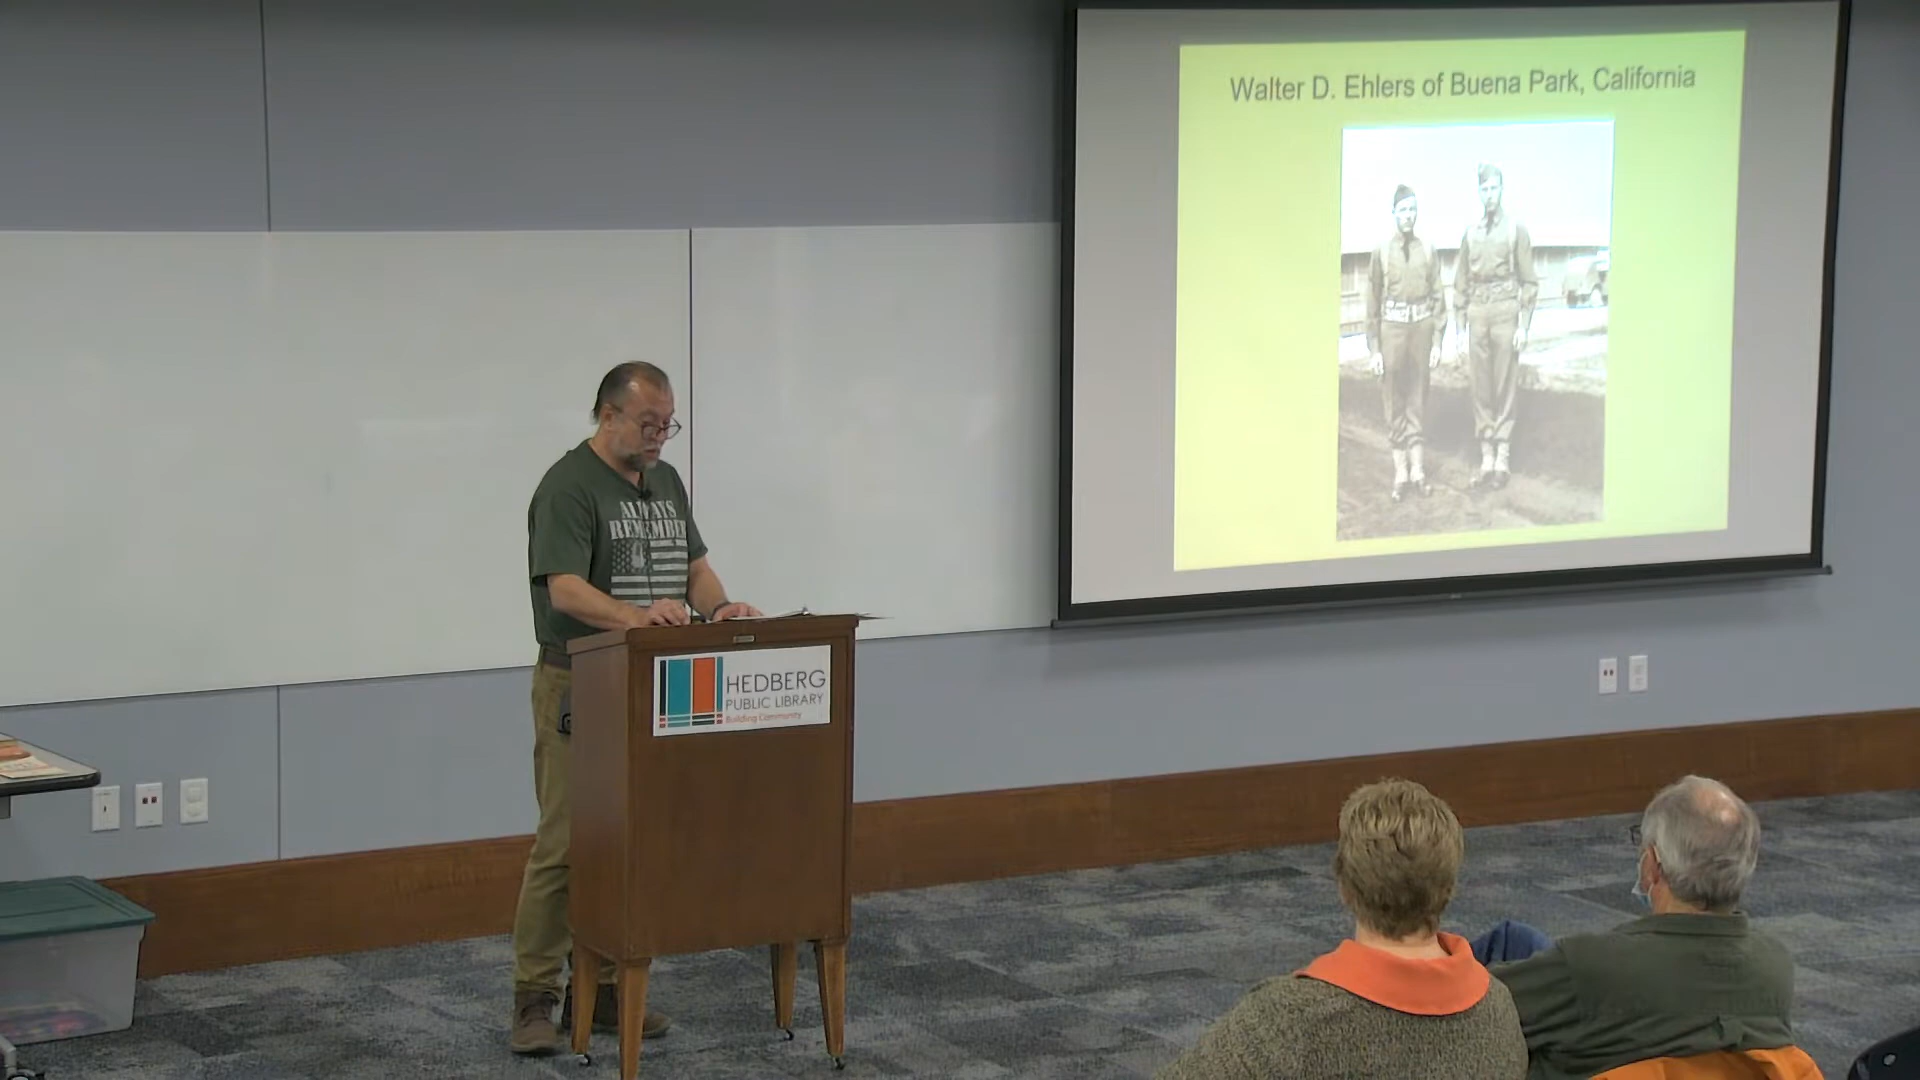 Walter D. Ehlers of Buena Park, California
ALWAYS
REMEMBER
HEDBERG
PUBLIC LIBRARY
Building Community